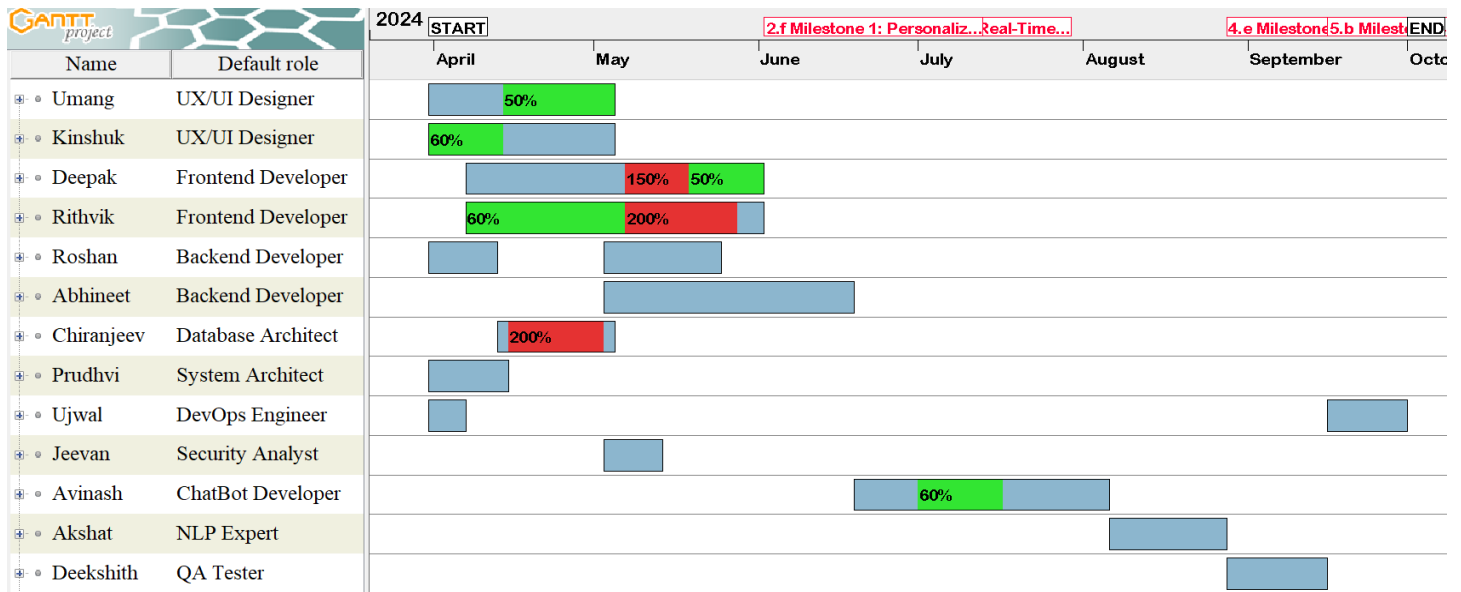 GANTT
project
2024
START
2.f Milestone 1: Personaliz...
Real-Time...
4.e Milestone
5.b Milest
END
Name Default role
April May June July August September Octo
Umang UX/UI Designer 50%
Kinshuk UX/UI Designer 60%
Deepak Frontend Developer 150% 50%
Rithvik Frontend Developer 60% 200%
Roshan Backend Developer
Abhineet Backend Developer
Chiranjeev Database Architect 200%
Prudhvi System Architect
Ujwal DevOps Engineer
Jeevan Security Analyst
Avinash ChatBot Developer 60%
Akshat NLP Expert
Deekshith QA Tester